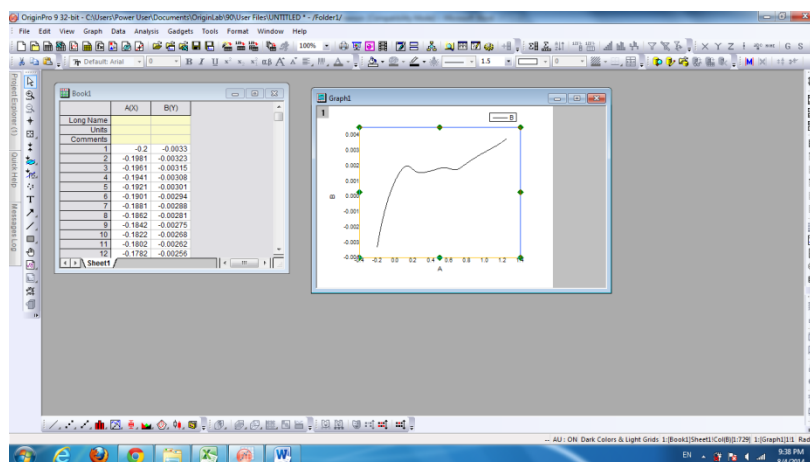 OriginPro 9 32-bit - C:\Users\Power User\Documents\OriginLab\90\User Files\UNTITLED * - /Folder1/
File Edit View Graph Data Analysis Gadgets Tools Format Window Help
100%
Default: Arial 0 B I U 1.5 0
Project Explorer (1)
Quick Help
Messages Log
Book1
A(X) B(Y)
Long Name
Units
Comments
1 -0.2 -0.0033
2 -0.1981 -0.00323
3 -0.1961 -0.00315
4 -0.1941 -0.00308
5 -0.1921 -0.00301
6 -0.1901 -0.00294
7 -0.1881 -0.00288
8 -0.1862 -0.00281
9 -0.1842 -0.00275
10 -0.1822 -0.00268
11 -0.1802 -0.00262
12 -0.1782 -0.00256
Sheet1
Graph1
1
B
0.004
0.003
0.002
0.001
0.000
-0.001
-0.002
-0.003
B
-0.2 0.0 0.2 0.4 0.6 0.8 1.0 1.2
A
-- AU : ON Dark Colors & Light Grids 1:[Book1]Sheet1!Col(B)[1:729] 1:[Graph1]1!1 Rad
EN
9:38 PM
8/4/2014